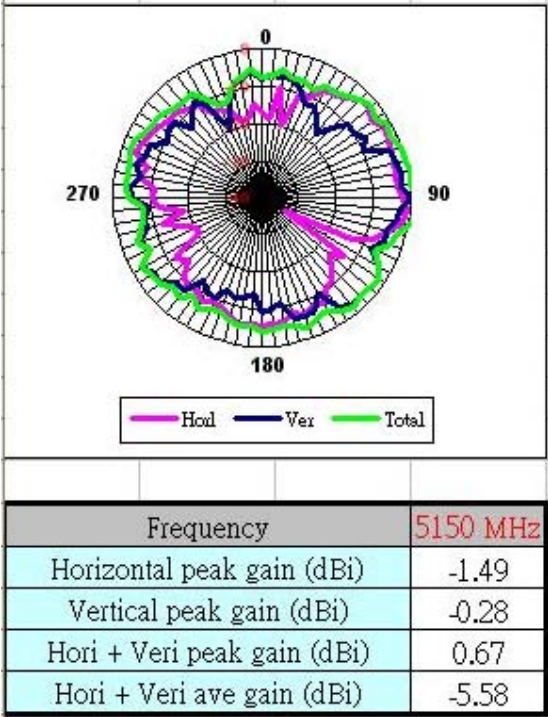 0
270
90
180
Horl Ver Total
Frequency 5150 MHz
Horizontal peak gain (dBi) -1.49
Vertical peak gain (dBi) -0.28
Hori + Veri peak gain (dBi) 0.67
Hori + Veri ave gain (dBi) -5.58